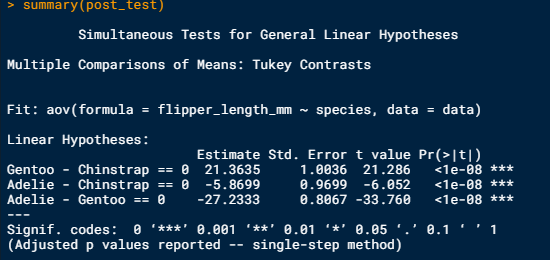 > summary(post_test)
Simultaneous Tests for General Linear Hypotheses
Multiple Comparisons of Means: Tukey Contrasts
Fit: aov(formula = flipper_length_mm ~ species, data = data)
Linear Hypotheses:
Estimate Std. Error t value Pr(>|t|)
Gentoo - Chinstrap == 0 21.3635 1.0036 21.286 <1e-08 ***
Adelie - Chinstrap == 0 -5.8699 0.9699 -6.052 <1e-08 ***
Adelie - Gentoo == 0 -27.2333 0.8067 -33.760 <1e-08 ***
---
Signif. codes: 0 ‘***’ 0.001 ‘**’ 0.01 ‘*’ 0.05 ‘.’ 0.1 ‘ ’ 1
(Adjusted p values reported -- single-step method)